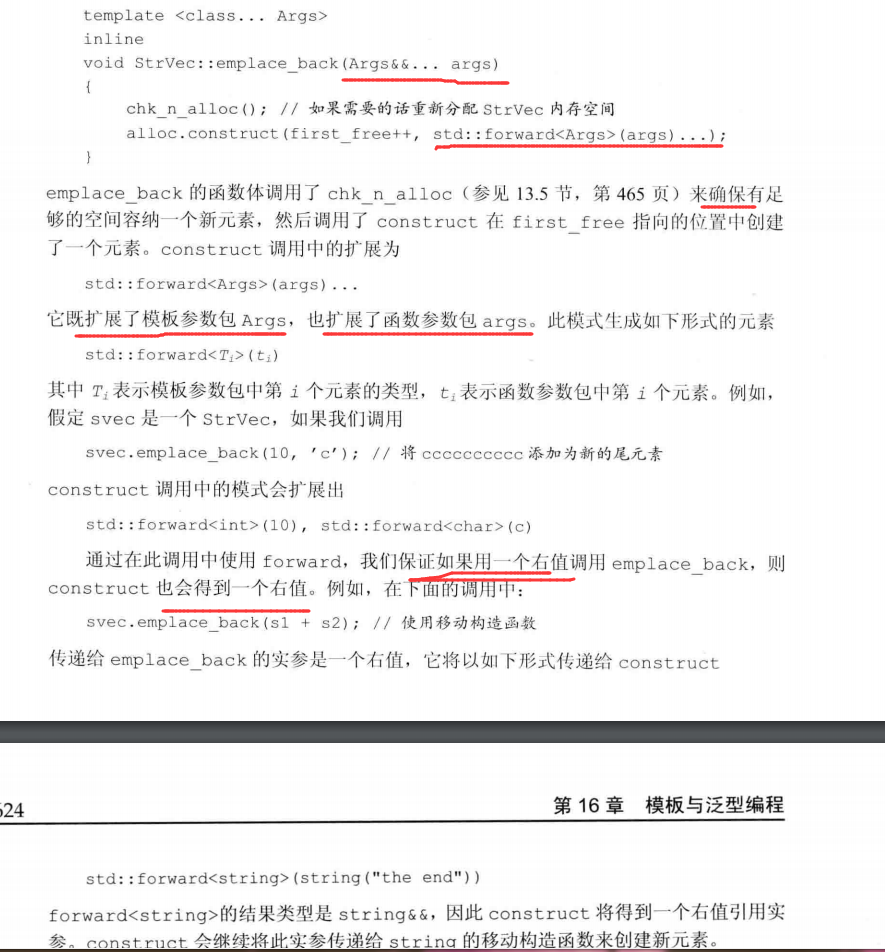 template <class... Args>
inline
void StrVec::emplace_back(Args&&... args)
{
chk_n_alloc(); // 如果需要的话重新分配 StrVec 内存空间
alloc.construct(first_free++, std::forward<Args>(args)...);
}
emplace_back 的函数体调用了 chk_n_alloc（参见 13.5 节，第 465 页）来确保有足
够的空间容纳一个新元素，然后调用了 construct 在 first_free 指向的位置中创建
了一个元素。construct 调用中的扩展为
std::forward<Args>(args)...
它既扩展了模板参数包 Args，也扩展了函数参数包 args。此模式生成如下形式的元素
std::forward<Tᵢ>(tᵢ)
其中 Tᵢ表示模板参数包中第 i 个元素的类型，tᵢ表示函数参数包中第 i 个元素。例如，
假定 svec 是一个 StrVec，如果我们调用
svec.emplace_back(10, 'c'); // 将 cccccccccc 添加为新的尾元素
construct 调用中的模式会扩展出
std::forward<int>(10), std::forward<char>(c)
通过在此调用中使用 forward，我们保证如果用一个右值调用 emplace_back，则
construct 也会得到一个右值。例如，在下面的调用中：
svec.emplace_back(s1 + s2); // 使用移动构造函数
传递给 emplace_back 的实参是一个右值，它将以如下形式传递给 construct
624 第 16 章 模板与泛型编程
std::forward<string>(string("the end"))
forward<string>的结果类型是 string&&，因此 construct 将得到一个右值引用实
参。construct 会继续将此实参传递给 string 的移动构造函数来创建新元素。